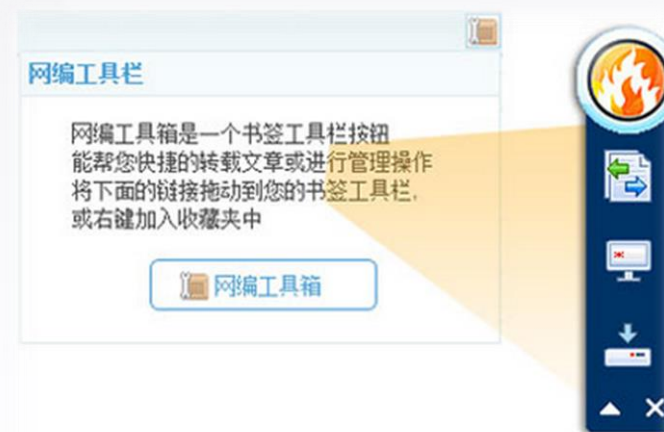 网编工具栏
网编工具箱是一个书签工具栏按钮
能帮您快捷的转载文章或进行管理操作
将下面的链接拖动到您的书签工具栏,
或右键加入收藏夹中
网编工具箱